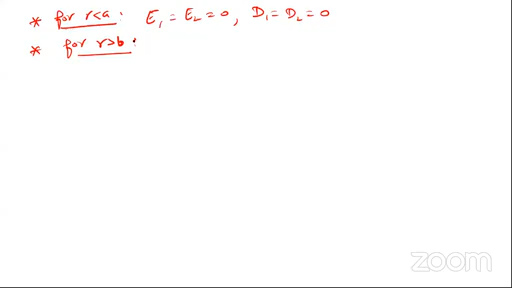 * for r<a : E₁ = E₂ = 0, D₁ = D₂ = 0
* for r>b :
zoom